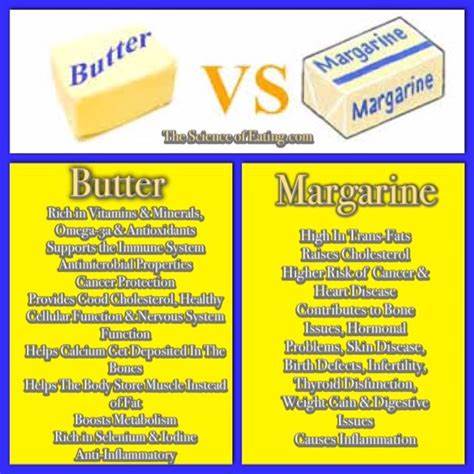 Butter
VS
Margarine
Margarine
The Science of Eating.com
Butter
Rich in Vitamins & Minerals,
Omega-3a & Antioxidants
Supports the Immune System
Antimicrobial Properties
Cancer Protection
Provides Good Cholesterol, Healthy
Cellular Function & Nervous System
Function
Helps Calcium Get Deposited In The
Bones
Helps The Body Store Muscle Instead
of Fat
Boosts Metabolism
Rich in Selenium & Iodine
Anti-Inflammatory
Margarine
High In Trans-Fats
Raises Cholesterol
Higher Risk of Cancer &
Heart Disease
Contributes to Bone
Issues, Hormonal
Problems, Skin Disease,
Birth Defects, Infertility,
Thyroid Disfunction,
Weight Gain & Digestive
Issues
Causes Inflammation